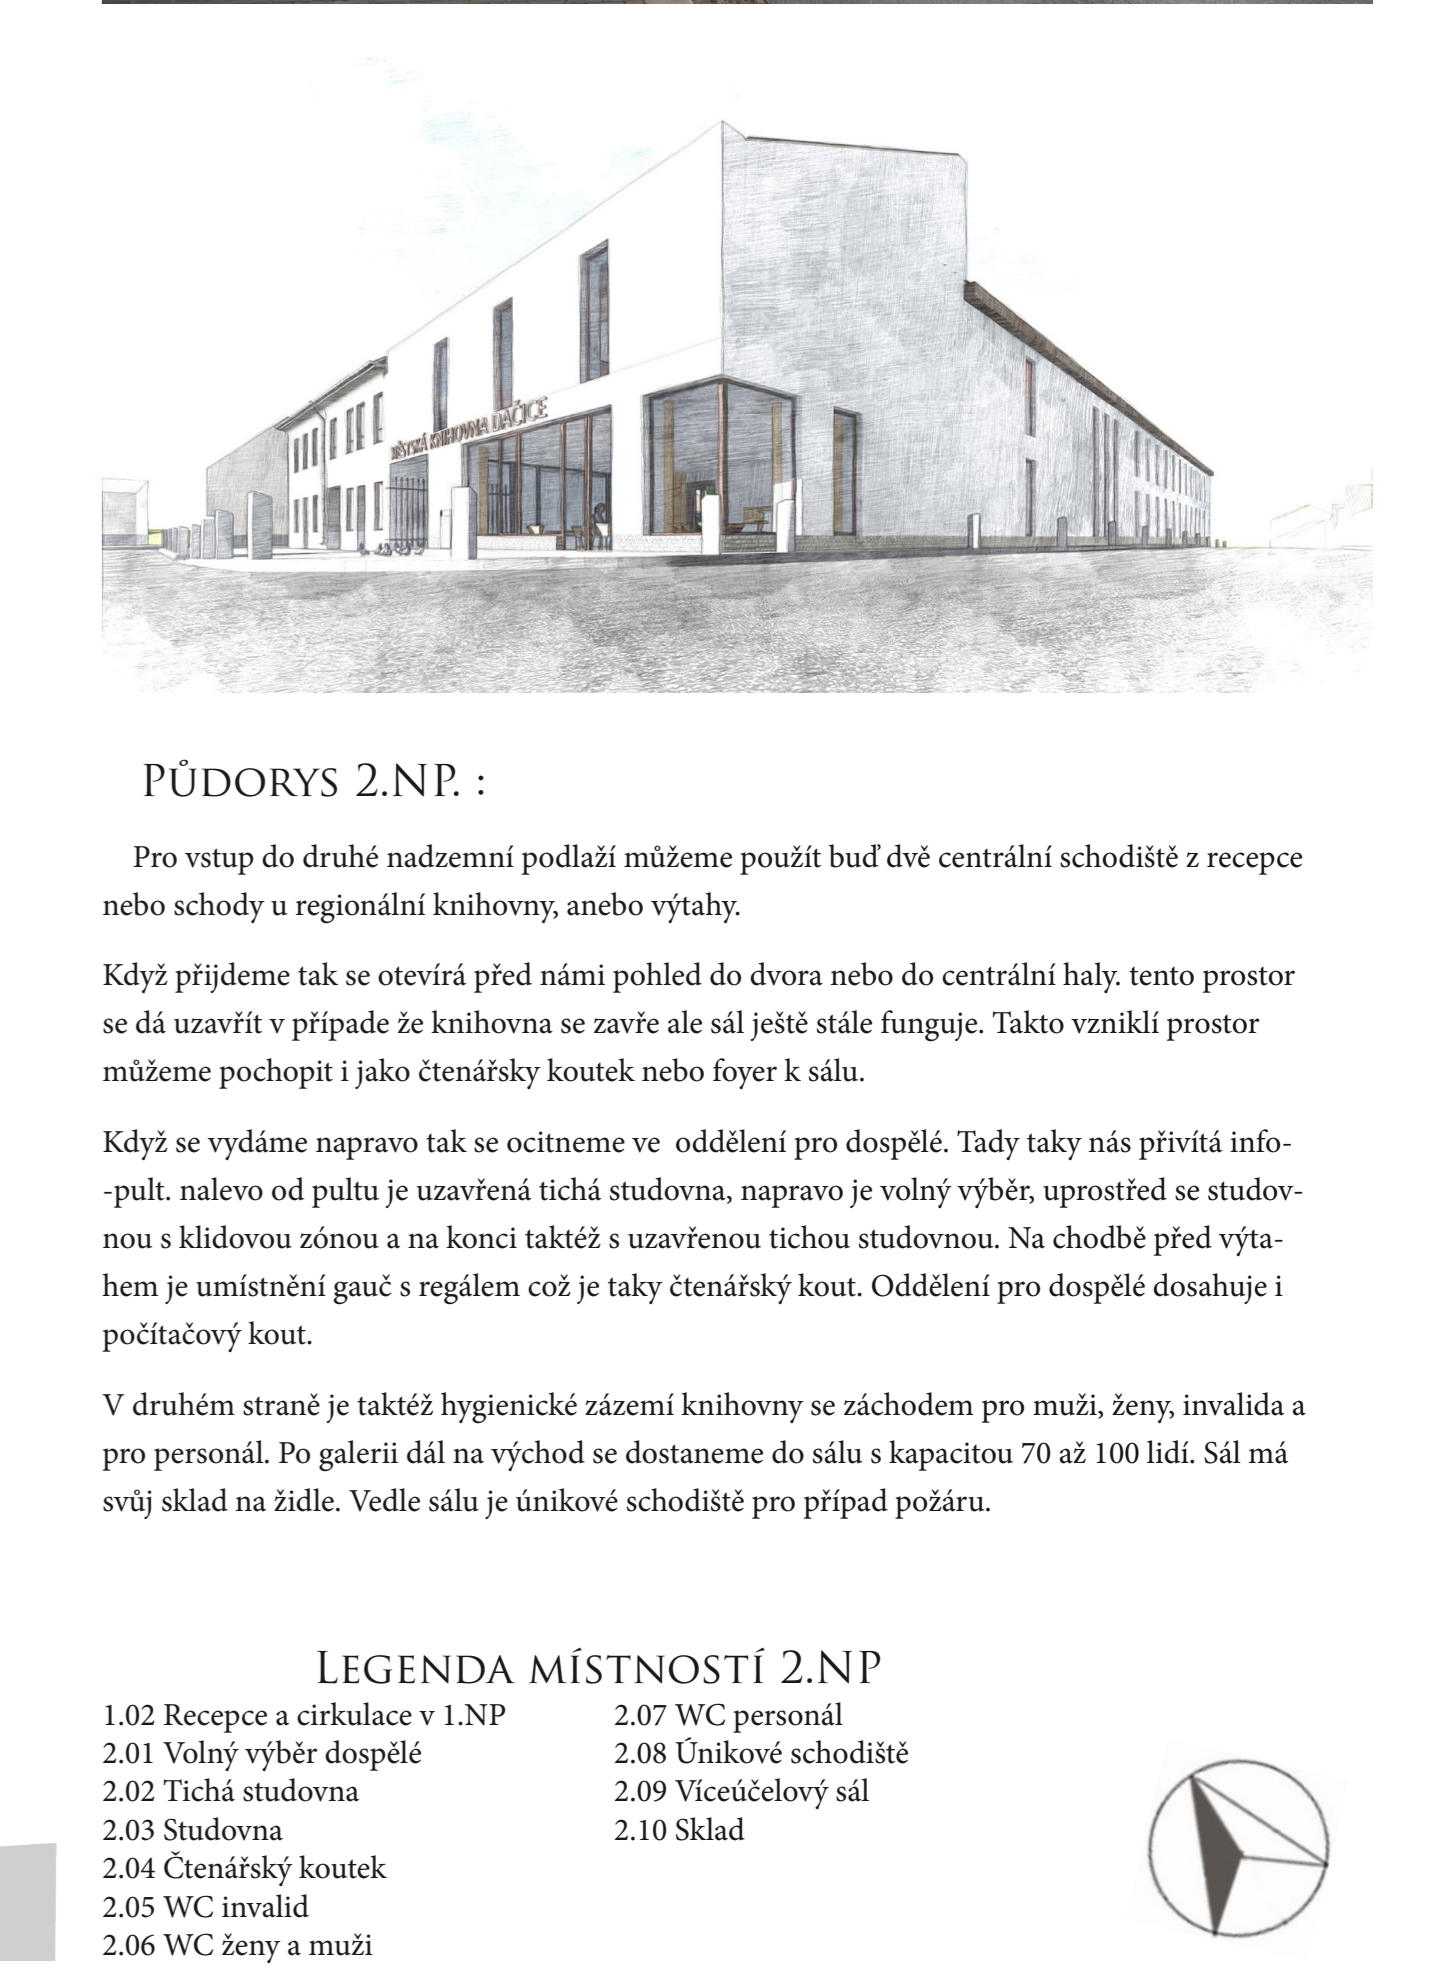 MĚSTSKÁ KNIHOVNA DAČICE
Půdorys 2.NP. :
Pro vstup do druhé nadzemní podlaží můžeme použít buď dvě centrální schodiště z recepce
nebo schody u regionální knihovny, anebo výtahy.
Když přijdeme tak se otevírá před námi pohled do dvora nebo do centrální haly. tento prostor
se dá uzavřít v případe že knihovna se zavře ale sál ještě stále funguje. Takto vzniklí prostor
můžeme pochopit i jako čtenářsky koutek nebo foyer k sálu.
Když se vydáme napravo tak se ocitneme ve  oddělení pro dospělé. Tady taky nás přivítá info-
-pult. nalevo od pultu je uzavřená tichá studovna, napravo je volný výběr, uprostřed se studov-
nou s klidovou zónou a na konci taktéž s uzavřenou tichou studovnou. Na chodbě před výta-
hem je umístnění gauč s regálem což je taky čtenářský kout. Oddělení pro dospělé dosahuje i
počítačový kout.
V druhém straně je taktéž hygienické zázemí knihovny se záchodem pro muži, ženy, invalida a
pro personál. Po galerii dál na východ se dostaneme do sálu s kapacitou 70 až 100 lidí. Sál má
svůj sklad na židle. Vedle sálu je únikové schodiště pro případ požáru.
Legenda místností 2.NP
1.02 Recepce a cirkulace v 1.NP
2.01 Volný výběr dospělé
2.02 Tichá studovna
2.03 Studovna
2.04 Čtenářský koutek
2.05 WC invalid
2.06 WC ženy a muži
2.07 WC personál
2.08 Únikové schodiště
2.09 Víceúčelový sál
2.10 Sklad